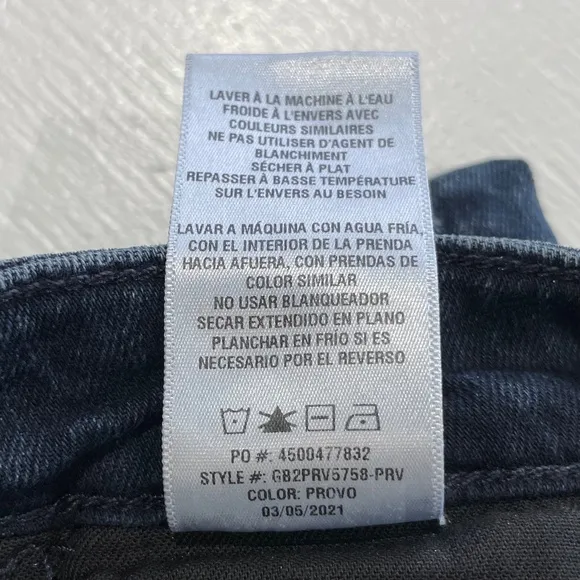 LAVER À LA MACHINE À L'EAU
FROIDE À L'ENVERS AVEC
COULEURS SIMILAIRES
NE PAS UTILISER D'AGENT DE
BLANCHIMENT
SÉCHER À PLAT
REPASSER À BASSE TEMPÉRATURE
SUR L'ENVERS AU BESOIN
LAVAR A MÁQUINA CON AGUA FRÍA,
CON EL INTERIOR DE LA PRENDA
HACIA AFUERA, CON PRENDAS DE
COLOR SIMILAR
NO USAR BLANQUEADOR
SECAR EXTENDIDO EN PLANO
PLANCHAR EN FRÍO SI ES
NECESARIO POR EL REVERSO
PO #: 4500477832
STYLE #: GB2PRV5758-PRV
COLOR: PROVO
03/05/2021